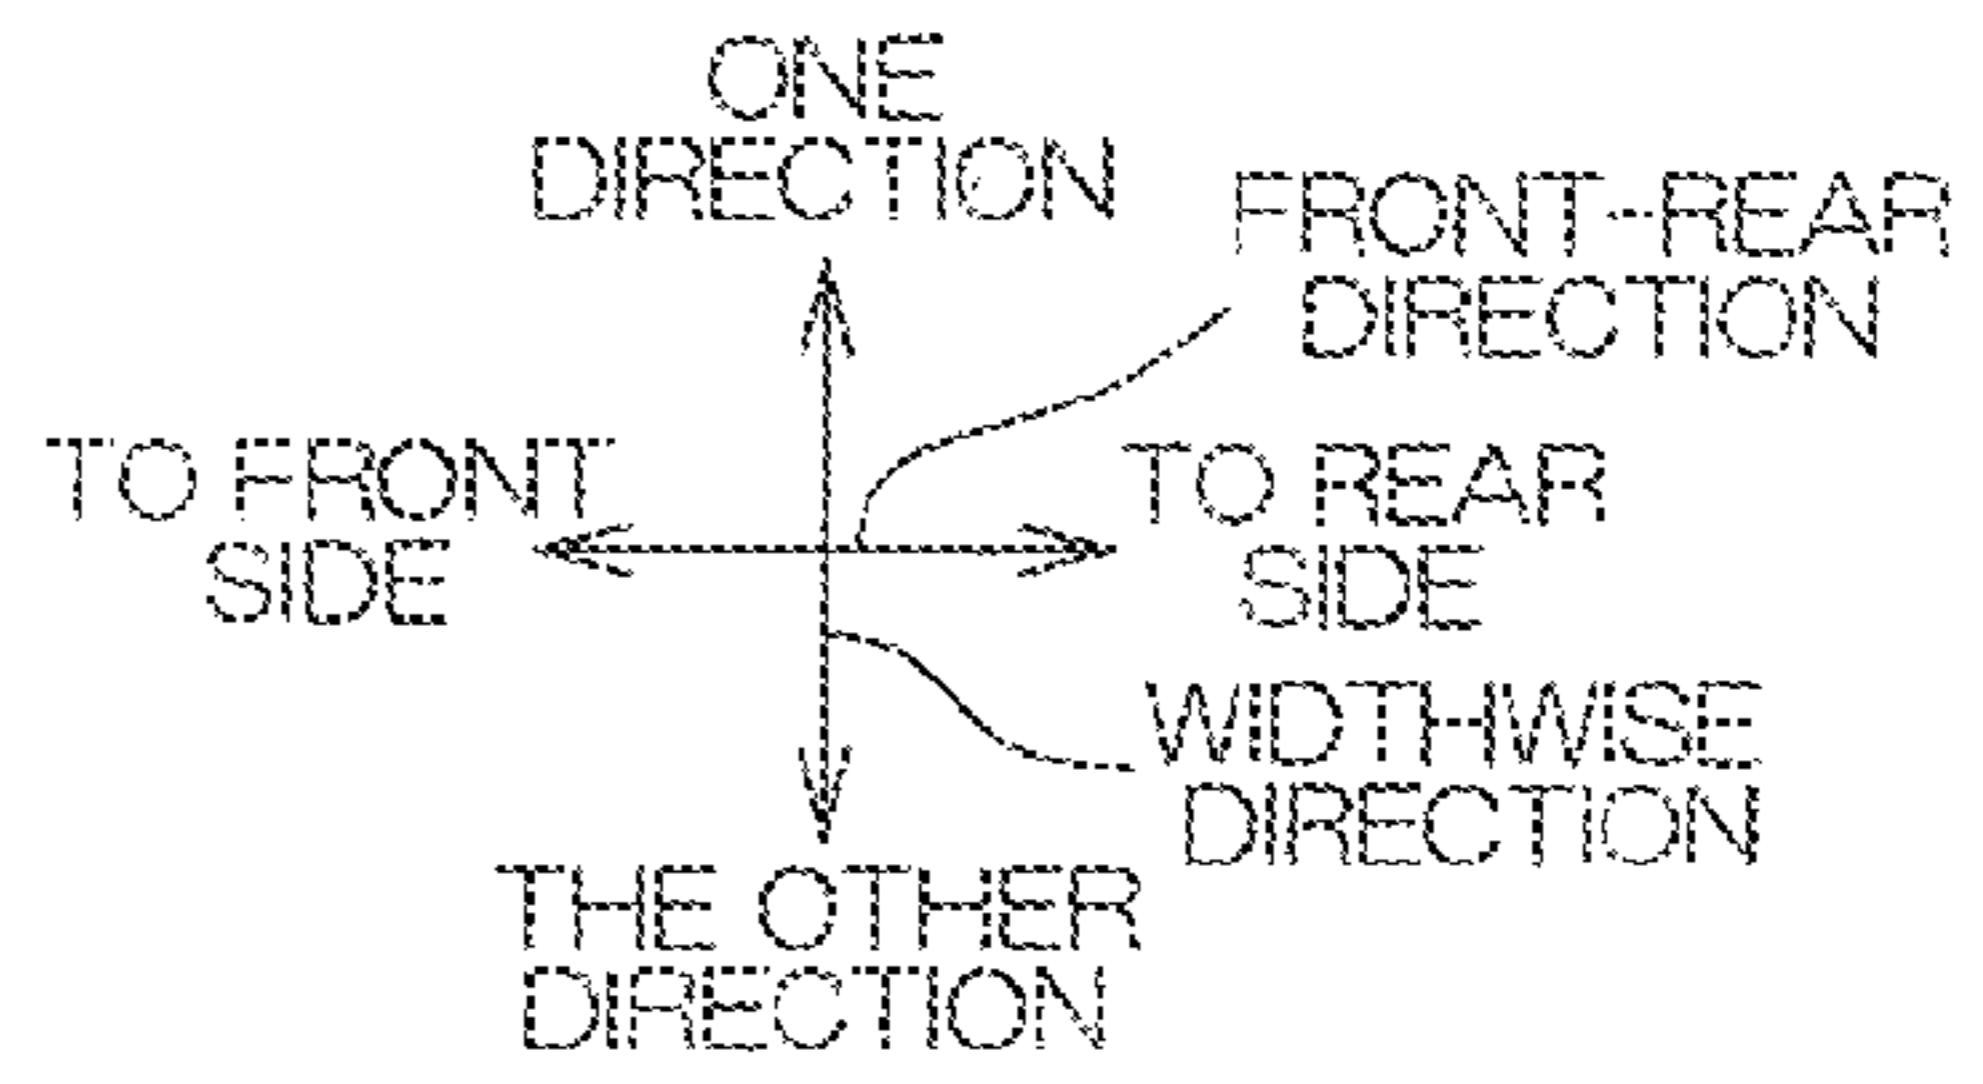 ONE
DIRECTION
FRONT-REAR
DIRECTION
TO FRONT
SIDE
TO REAR
SIDE
WIDTHWISE
DIRECTION
THE OTHER
DIRECTION